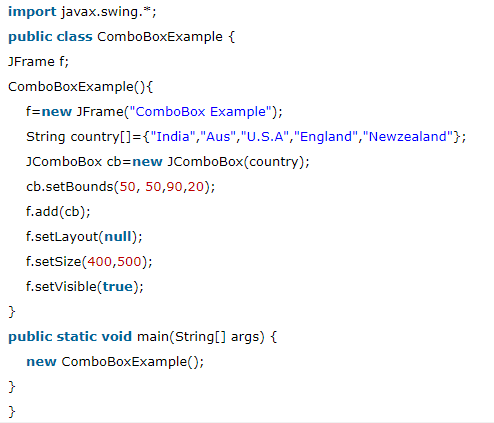 import javax.swing.*;
public class ComboBoxExample {
JFrame f;
ComboBoxExample(){
    f=new JFrame("ComboBox Example");
    String country[]={"India","Aus","U.S.A","England","Newzealand"};
    JComboBox cb=new JComboBox(country);
    cb.setBounds(50, 50,90,20);
    f.add(cb);
    f.setLayout(null);
    f.setSize(400,500);
    f.setVisible(true);
}
public static void main(String[] args) {
    new ComboBoxExample();
}
}